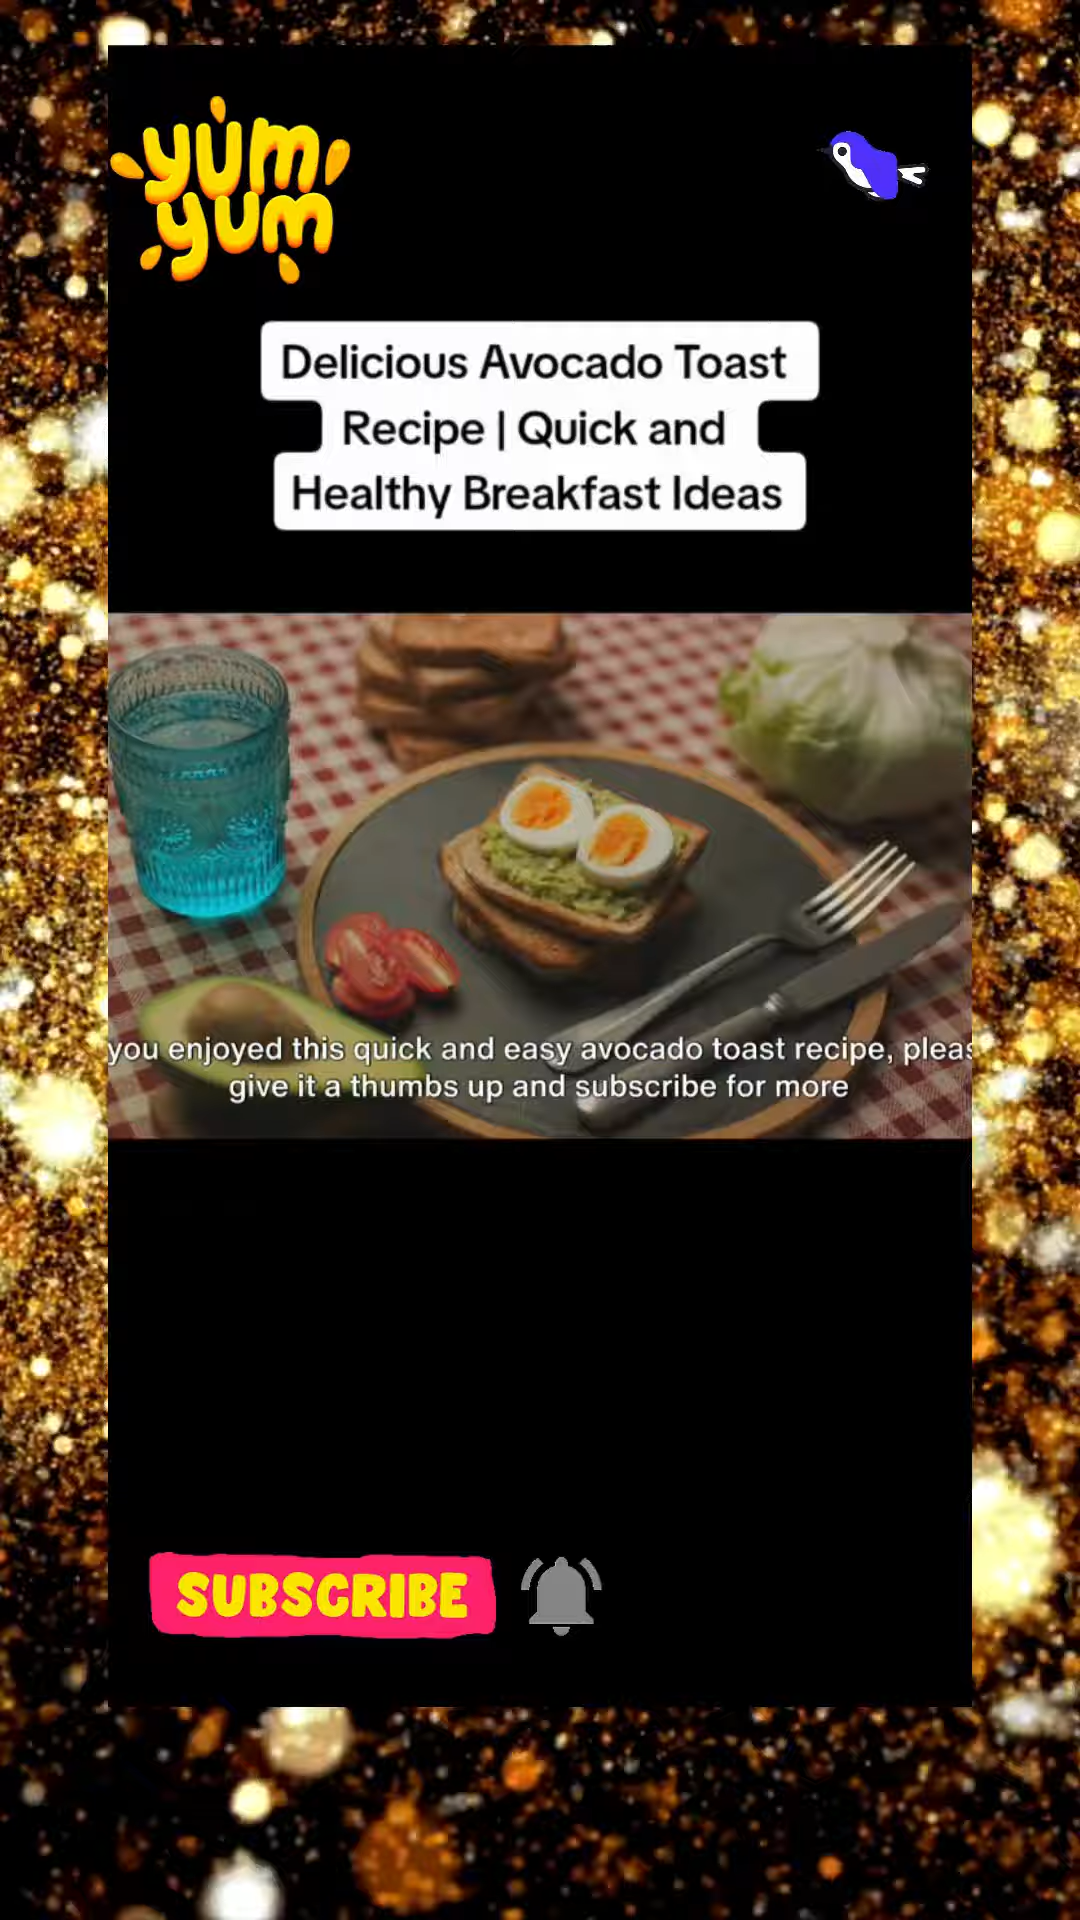 yum
yum
Delicious Avocado Toast
Recipe | Quick and
Healthy Breakfast Ideas
you enjoyed this quick and easy avocado toast recipe, pleas
give it a thumbs up and subscribe for more
SUBSCRIBE